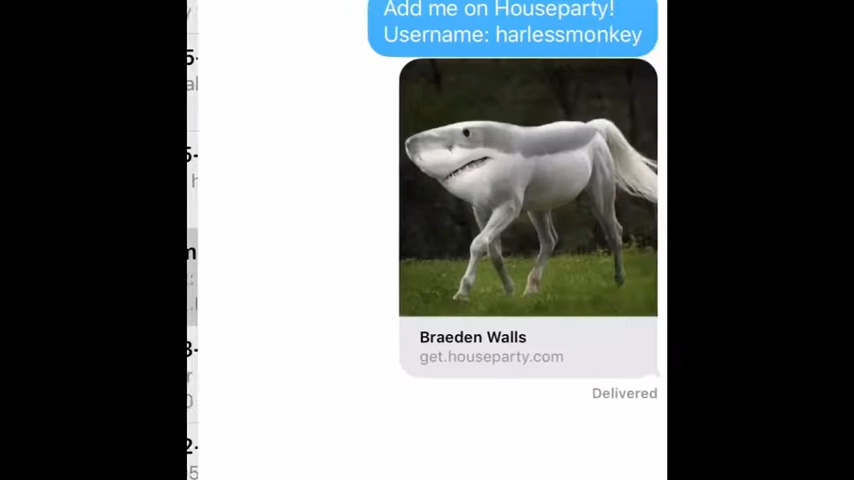 Add me on Houseparty!
Username: harlessmonkey
Braeden Walls
get.houseparty.com
Delivered